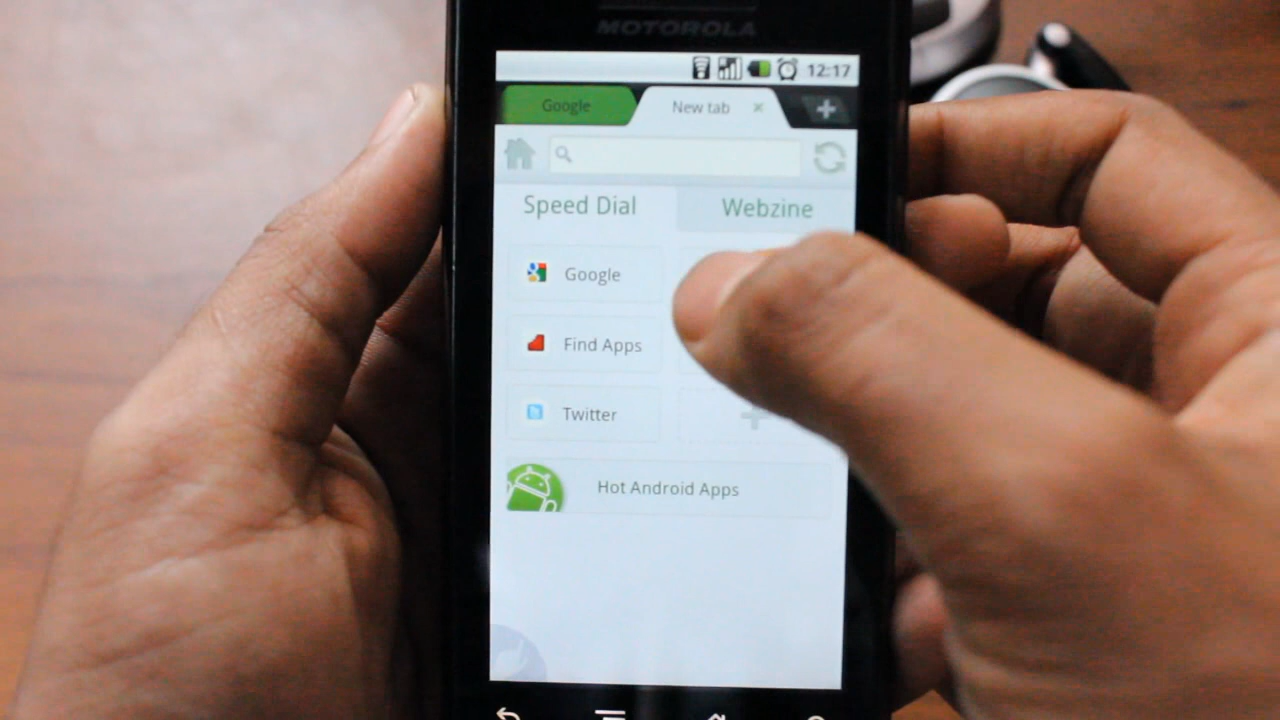 MOTOROLA
12:17
Google
New tab
Speed Dial
Webzine
Google
Find Apps
Twitter
Hot Android Apps